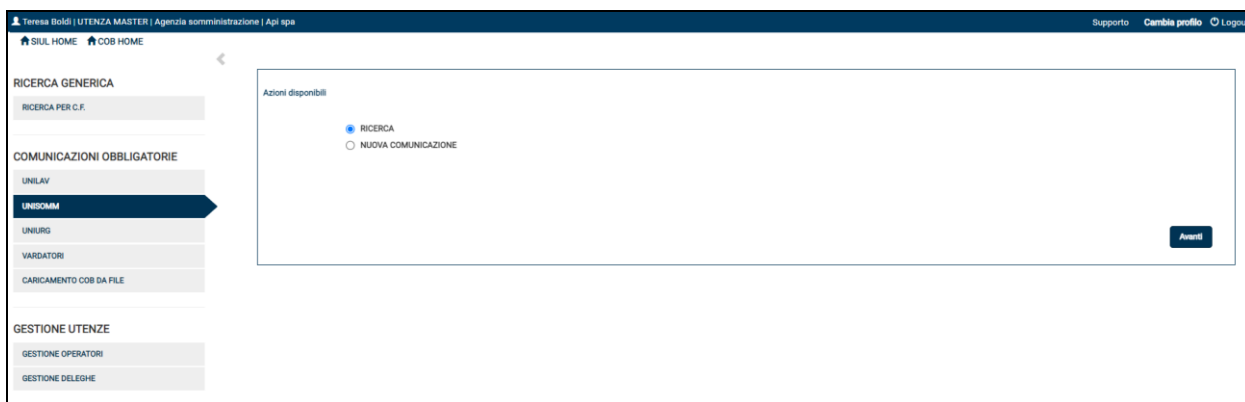 Teresa Boldi | UTENZA MASTER | Agenzia somministrazione | Api spa
Supporto Cambia profilo Logou
SIUL HOME COB HOME
RICERCA GENERICA
RICERCA PER C.F.
COMUNICAZIONI OBBLIGATORIE
UNILAV
UNISOMM
UNIURG
VARDATORI
CARICAMENTO COB DA FILE
GESTIONE UTENZE
GESTIONE OPERATORI
GESTIONE DELEGHE
Azioni disponibili
RICERCA
NUOVA COMUNICAZIONE
Avanti